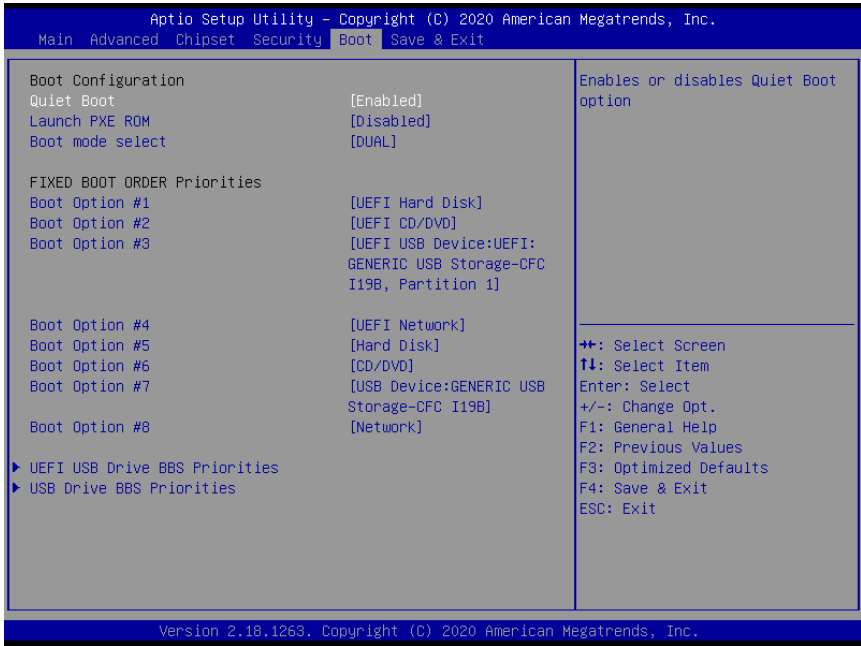 Aptio Setup Utility – Copyright (C) 2020 American Megatrends, Inc.
Main Advanced Chipset Security Boot Save & Exit
Boot Configuration
Quiet Boot [Enabled]
Launch PXE ROM [Disabled]
Boot mode select [DUAL]
FIXED BOOT ORDER Priorities
Boot Option #1 [UEFI Hard Disk]
Boot Option #2 [UEFI CD/DVD]
Boot Option #3 [UEFI USB Device:UEFI:
GENERIC USB Storage-CFC
I19B, Partition 1]
Boot Option #4 [UEFI Network]
Boot Option #5 [Hard Disk]
Boot Option #6 [CD/DVD]
Boot Option #7 [USB Device:GENERIC USB
Storage-CFC I19B]
Boot Option #8 [Network]
UEFI USB Drive BBS Priorities
USB Drive BBS Priorities
Enables or disables Quiet Boot
option
→←: Select Screen
↑↓: Select Item
Enter: Select
+/-: Change Opt.
F1: General Help
F2: Previous Values
F3: Optimized Defaults
F4: Save & Exit
ESC: Exit
Version 2.18.1263. Copyright (C) 2020 American Megatrends, Inc.